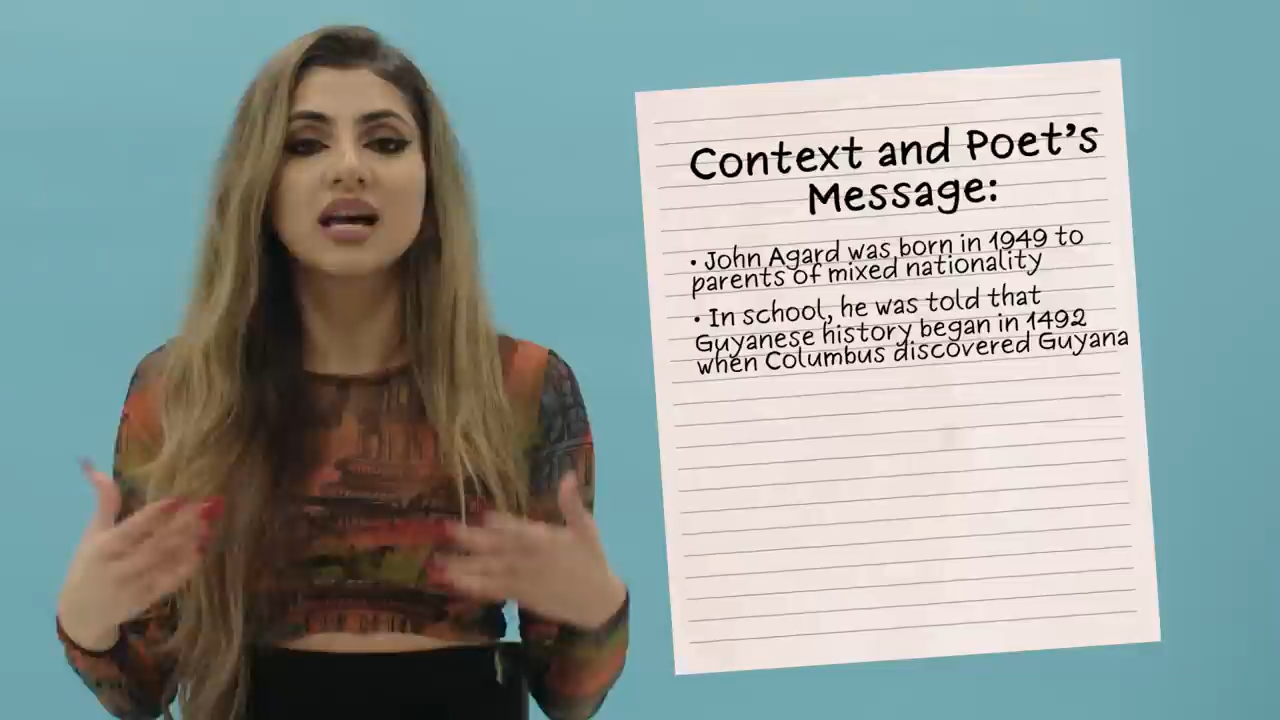 Context and Poet's
Message:
• John Agard was born in 1949 to
parents of mixed nationality
• In school, he was told that
Guyanese history began in 1492
when Columbus discovered Guyana